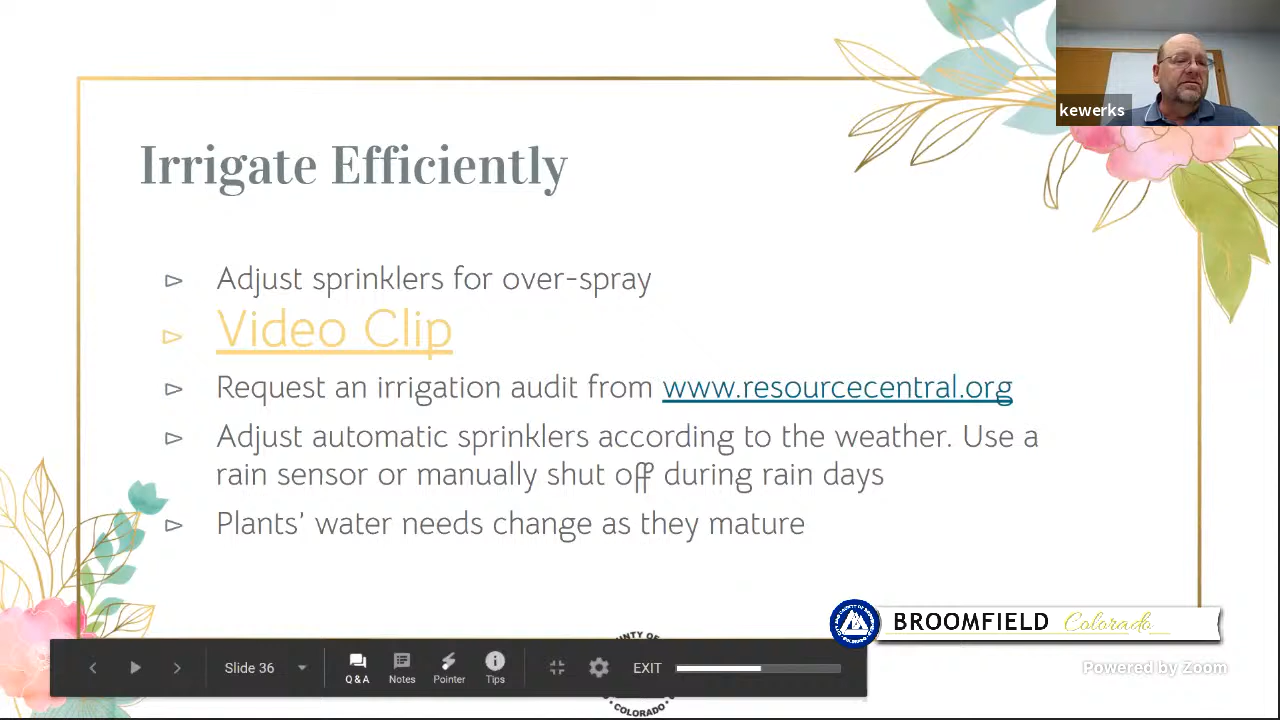 kewerks
Irrigate Efficiently
▻ Adjust sprinklers for over-spray
▻ Video Clip
▻ Request an irrigation audit from www.resourcecentral.org
▻ Adjust automatic sprinklers according to the weather. Use a
rain sensor or manually shut off during rain days
▻ Plants’ water needs change as they mature
BROOMFIELD Colorado
NTY OF
Slide 36
Q & A
Notes
Pointer
Tips
EXIT
Powered by Zoom
COLORADO